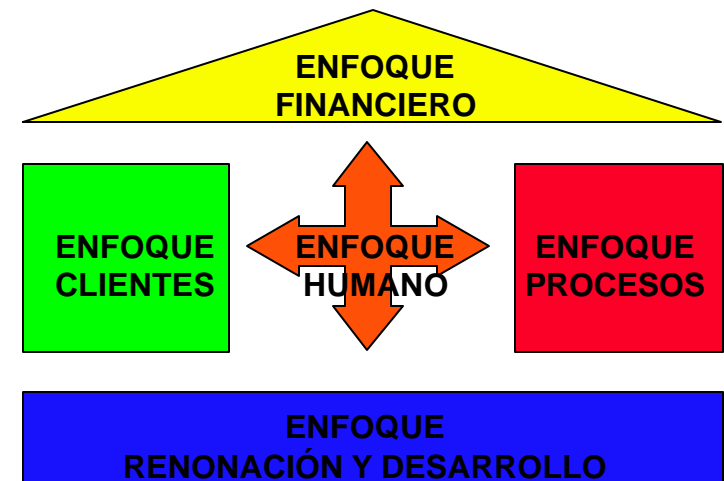 ENFOQUE
FINANCIERO
ENFOQUE
CLIENTES
ENFOQUE
HUMANO
ENFOQUE
PROCESOS
ENFOQUE
RENONACIÓN Y DESARROLLO